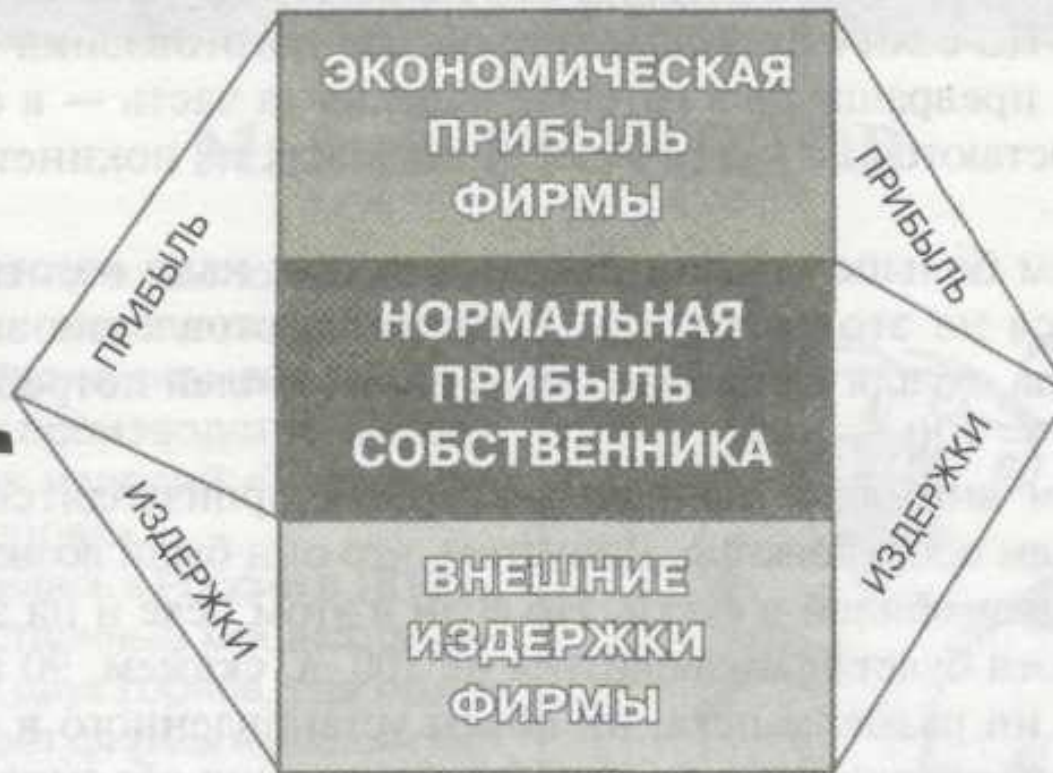 ЭКОНОМИЧЕСКАЯ
ПРИБЫЛЬ
ФИРМЫ
НОРМАЛЬНАЯ
ПРИБЫЛЬ
СОБСТВЕННИКА
ВНЕШНИЕ
ИЗДЕРЖКИ
ФИРМЫ
ПРИБЫЛЬ
ИЗДЕРЖКИ
ПРИБЫЛЬ
ИЗДЕРЖКИ